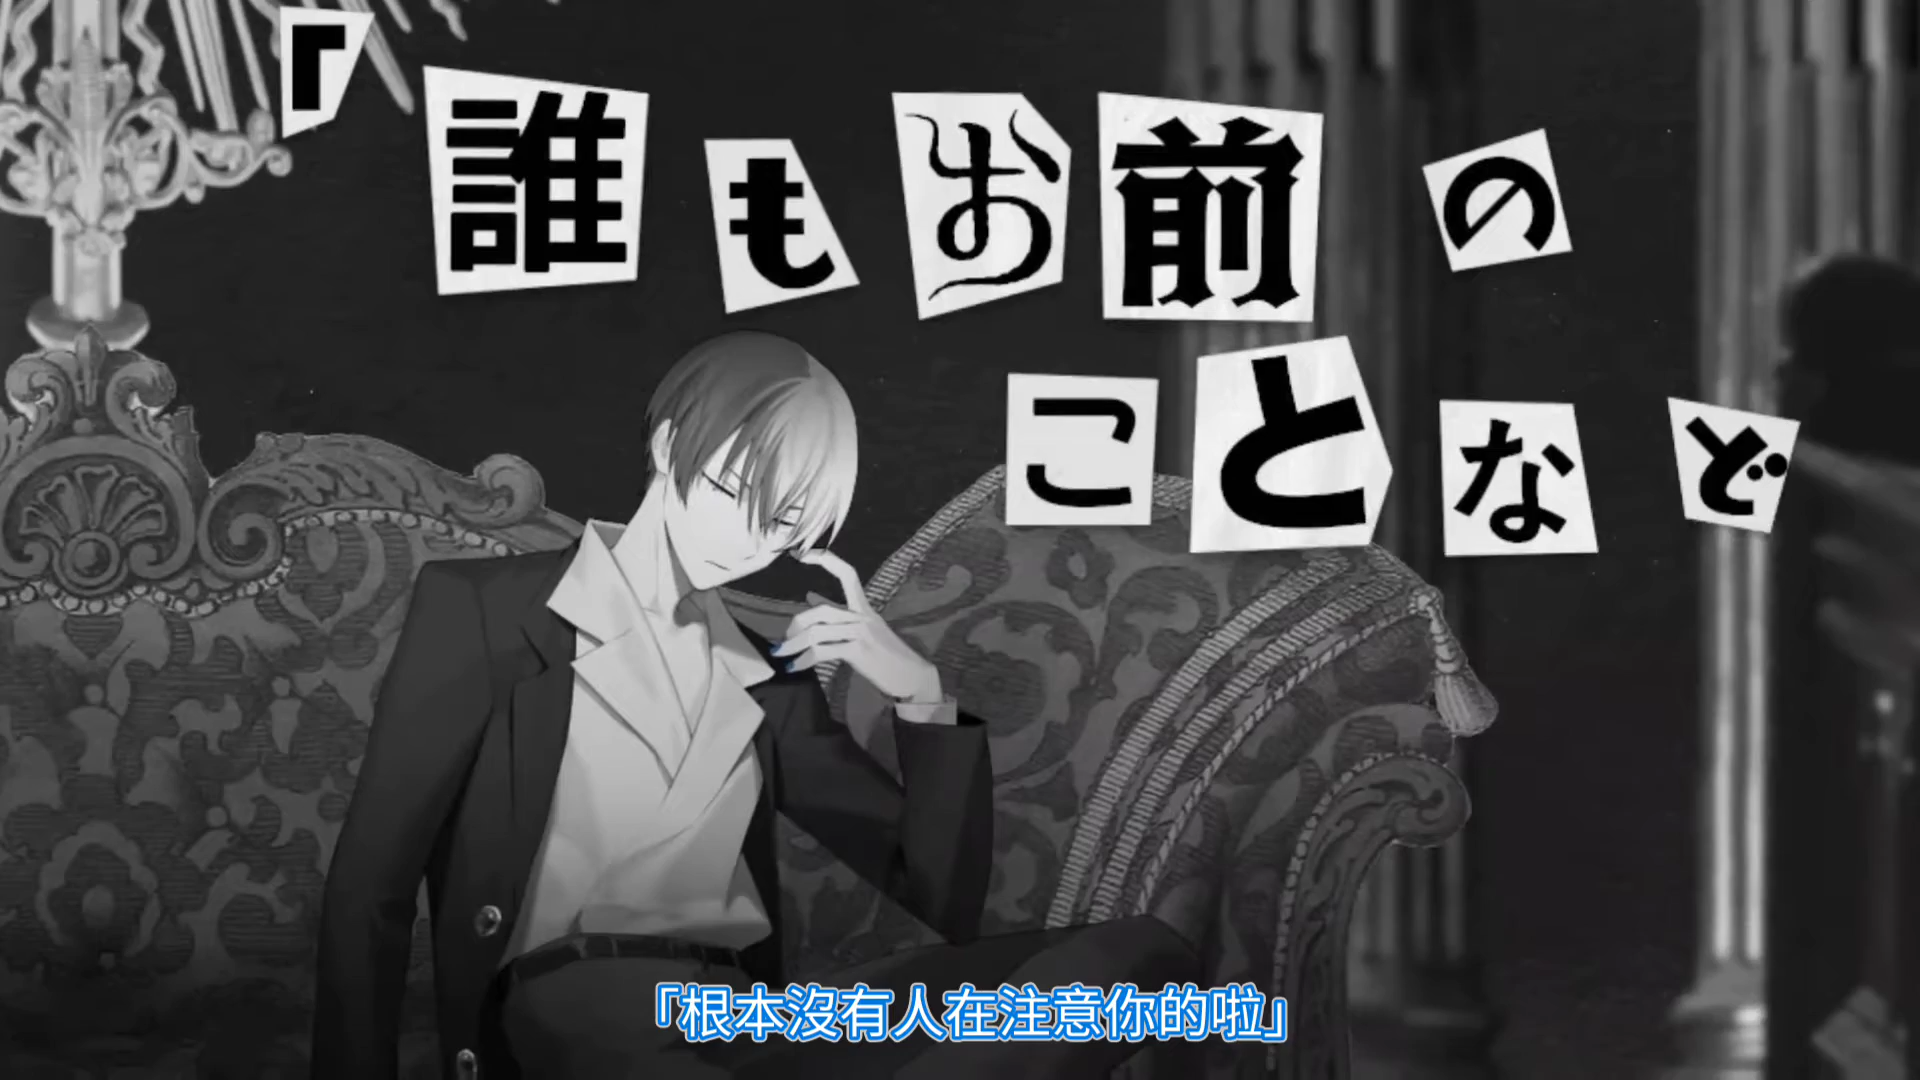 「誰もお前の
ことなど
「根本沒有人在注意你的啦」